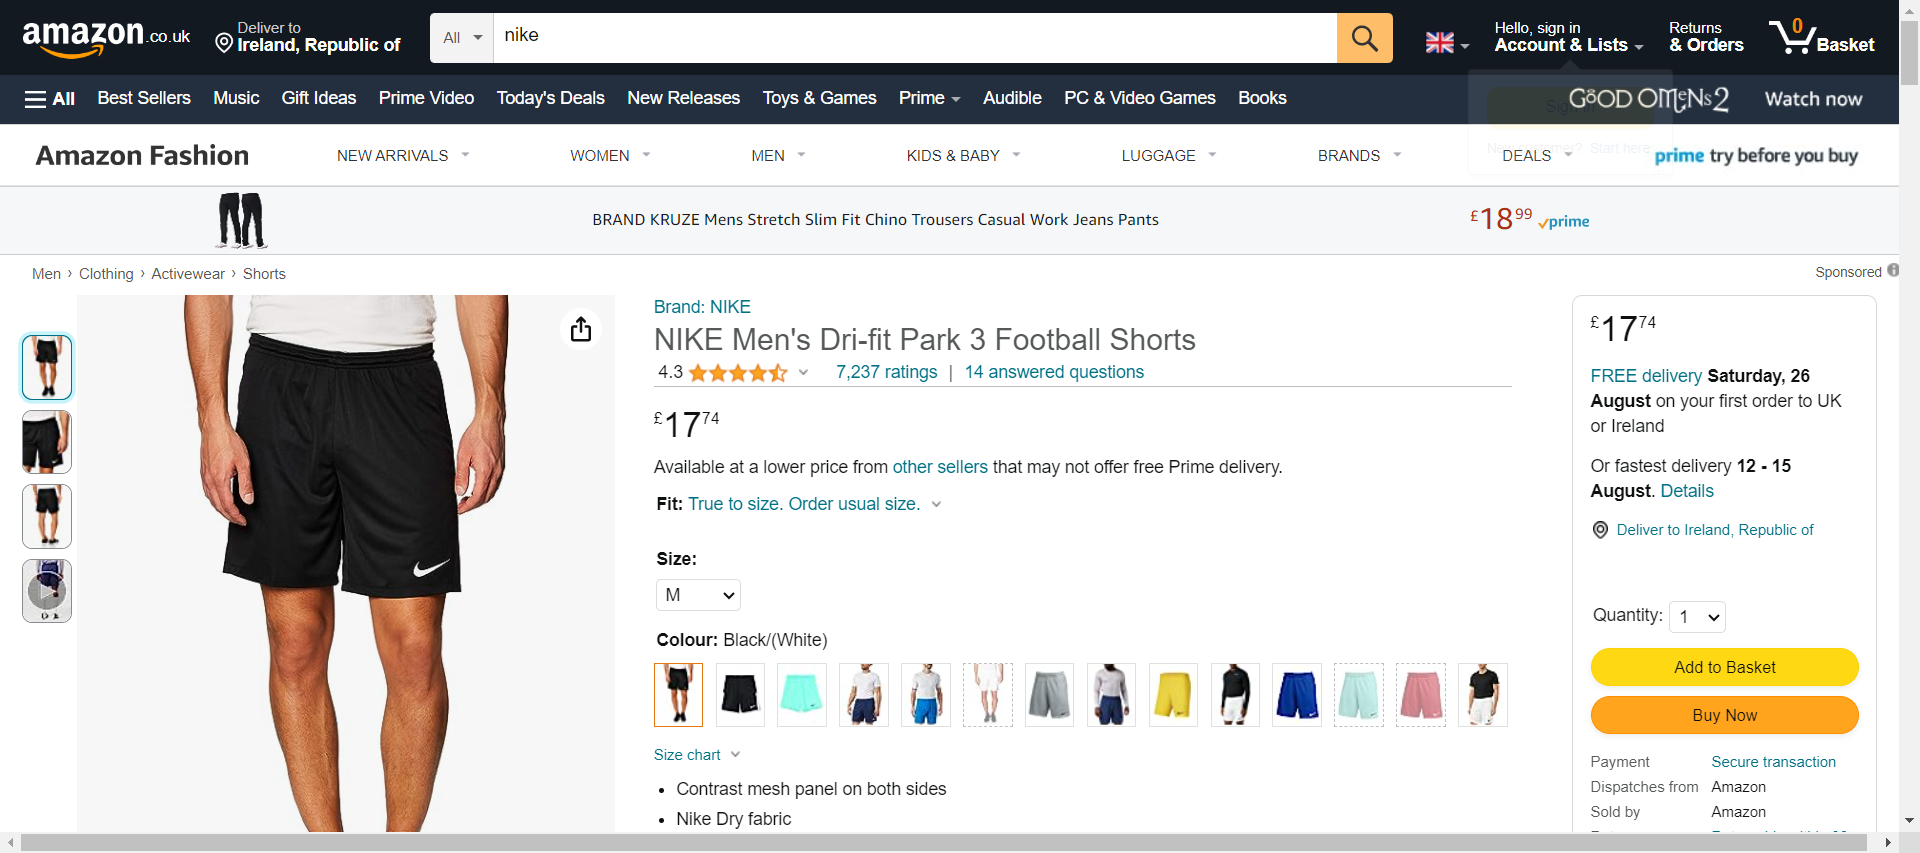 amazon.co.uk
Deliver to
Ireland, Republic of
All
nike
Hello, sign in
Account & Lists
Returns
& Orders
0
Basket
All
Best Sellers
Music
Gift Ideas
Prime Video
Today's Deals
New Releases
Toys & Games
Prime
Audible
PC & Video Games
Books
GOOD OMENS 2
Watch now
Amazon Fashion
NEW ARRIVALS
WOMEN
MEN
KIDS & BABY
LUGGAGE
BRANDS
DEALS
Start here
prime try before you buy
BRAND KRUZE Mens Stretch Slim Fit Chino Trousers Casual Work Jeans Pants
£18 99 prime
Men › Clothing › Activewear › Shorts
Sponsored
Brand: NIKE
NIKE Men's Dri-fit Park 3 Football Shorts
4.3
7,237 ratings | 14 answered questions
£17 74
Available at a lower price from other sellers that may not offer free Prime delivery.
Fit: True to size. Order usual size.
Size:
M
Colour: Black/(White)
Size chart
• Contrast mesh panel on both sides
• Nike Dry fabric
£17 74
FREE delivery Saturday, 26
August on your first order to UK
or Ireland
Or fastest delivery 12 - 15
August. Details
Deliver to Ireland, Republic of
Quantity: 1
Add to Basket
Buy Now
Payment Secure transaction
Dispatches from Amazon
Sold by Amazon